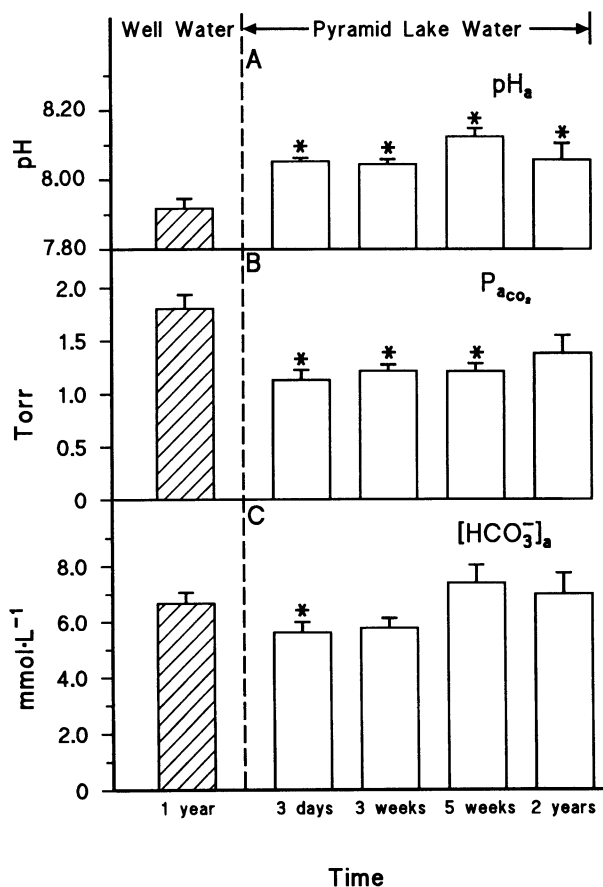 Well Water Pyramid Lake Water
A
pHₐ
pH
8.20
8.00
7.80
* * * *
B
Pₐco₂
Torr
2.0
1.5
1.0
0.5
0
* * *
C
[HCO₃⁻]ₐ
mmol·L⁻¹
8.0
6.0
4.0
2.0
0
*
1 year 3 days 3 weeks 5 weeks 2 years
Time